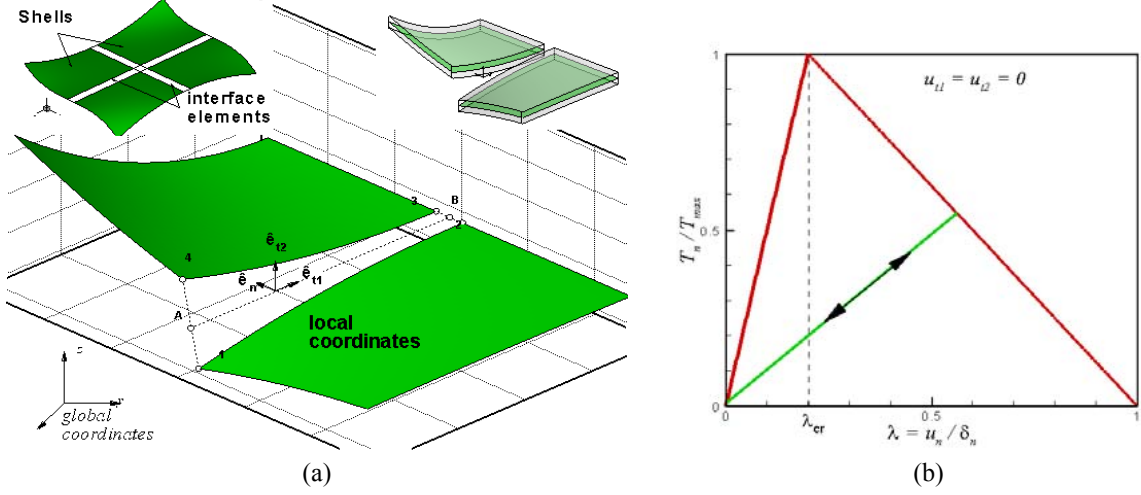 Shells
interface
elements
3
B
2
4
ê_t2
ê_n
ê_t1
A
1
local
coordinates
z
r
global
coordinates
(a)
T_n / T_max
1
0.5
0
u_t1 = u_t2 = 0
0
λ_cr
0.5
1
λ = u_n / δ_n
(b)